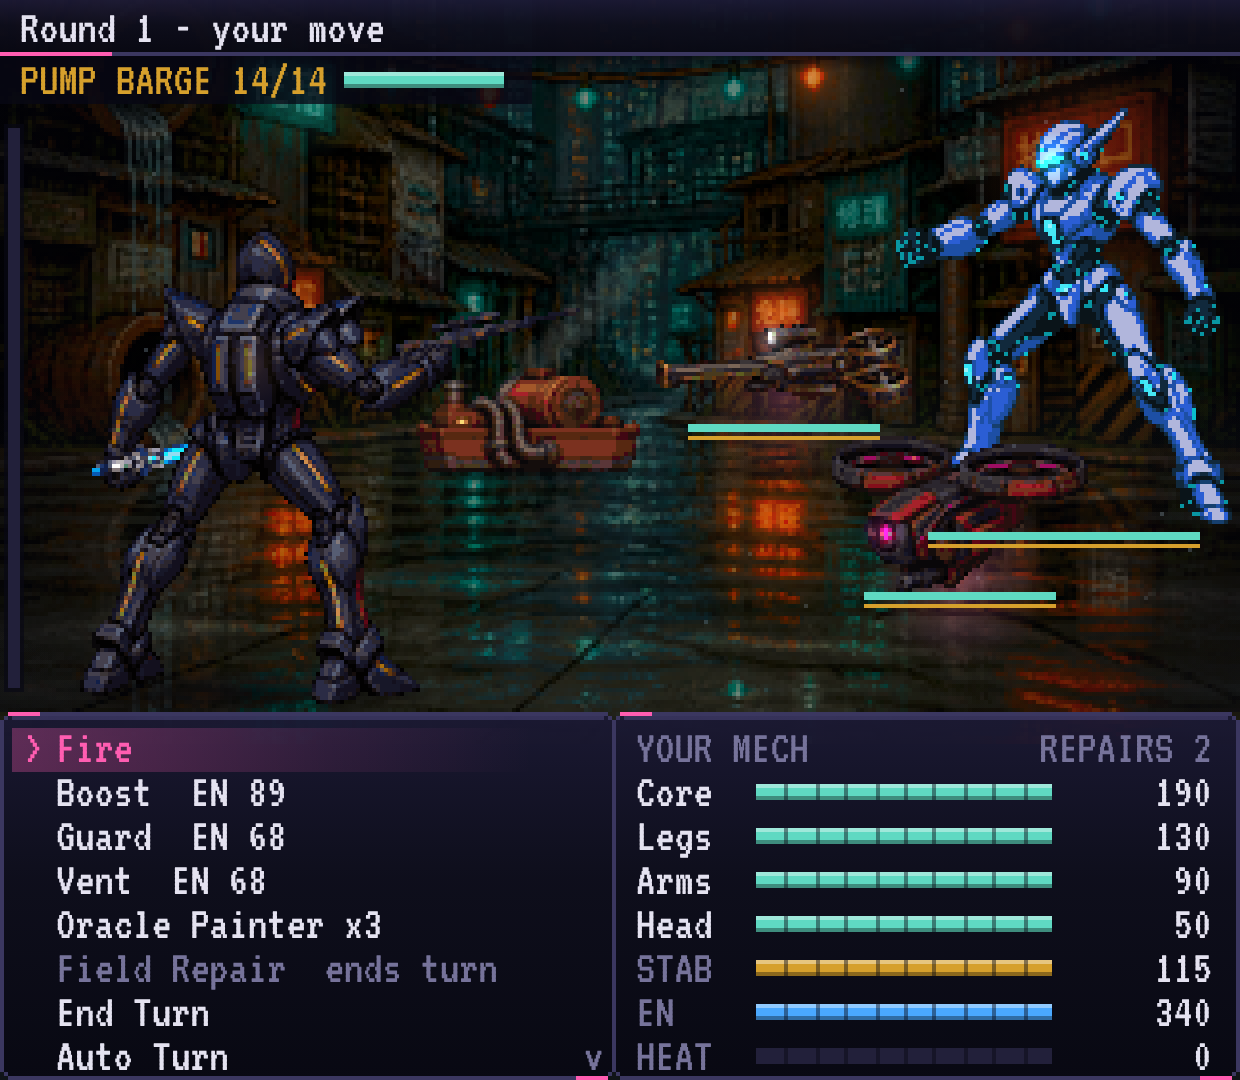 Round 1 - your move
PUMP BARGE 14/14
> Fire
Boost EN 89
Guard EN 68
Vent EN 68
Oracle Painter x3
Field Repair ends turn
End Turn
Auto Turn v
YOUR MECH REPAIRS 2
Core 190
Legs 130
Arms 90
Head 50
STAB 115
EN 340
HEAT 0